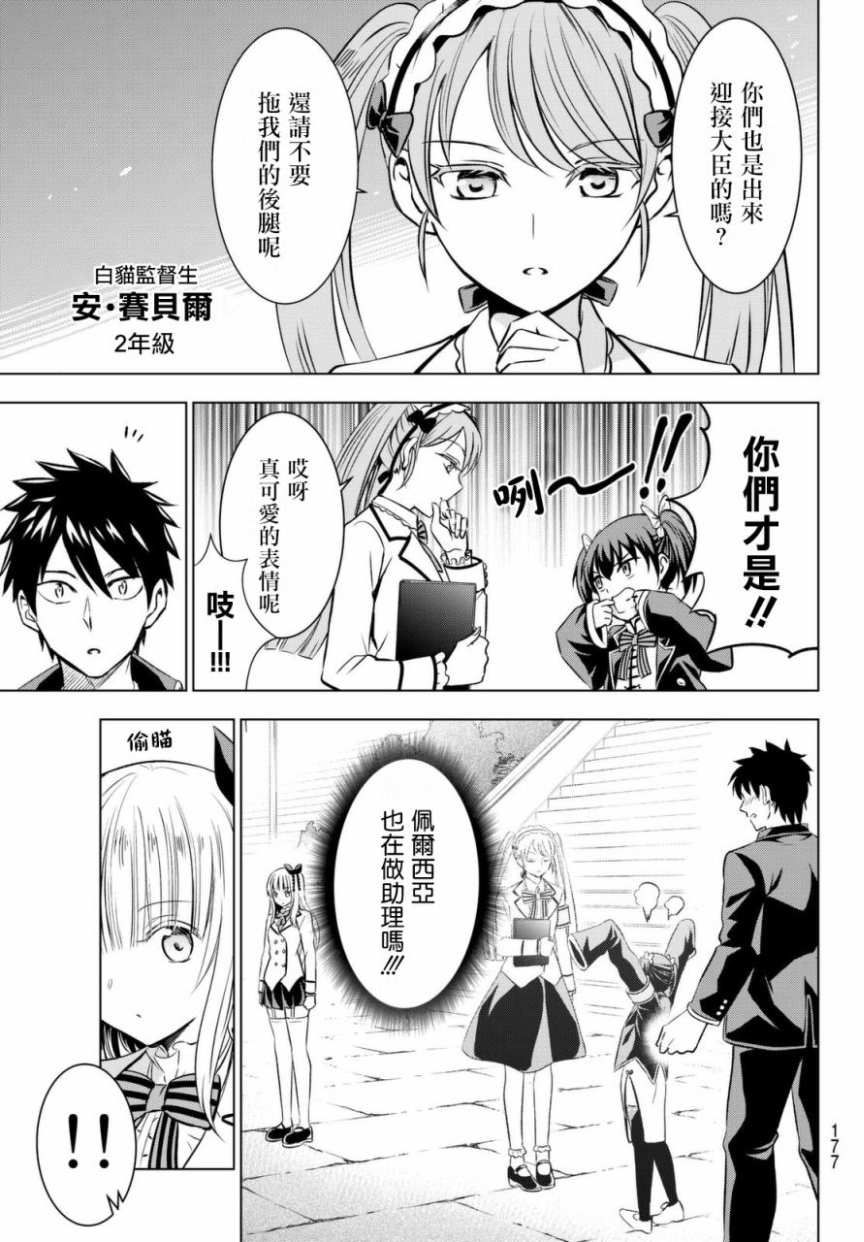 你們也是出來
迎接大臣的嗎？
還請不要
拖我們的後腿呢
白貓監督生
安·賽貝爾
2年級
你們才是!!
咧～!!
哎呀
真可愛的表情呢
吱ー!!!
佩爾西亞
也在做助理嗎!!!
偷瞄
!!
177